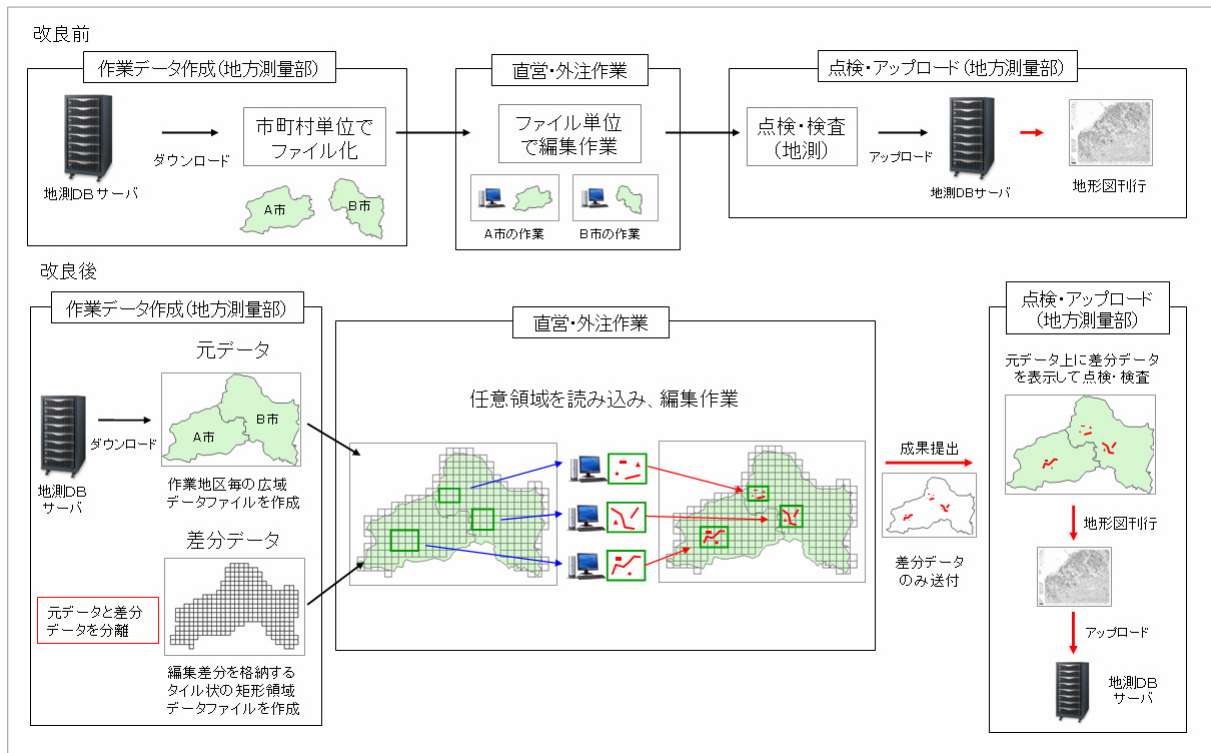 改良前
作業データ作成(地方測量部)
地測DBサーバ
ダウンロード
市町村単位で
ファイル化
A市
B市
直営・外注作業
ファイル単位
で編集作業
A市の作業
B市の作業
点検・アップロード(地方測量部)
点検・検査
(地測)
アップロード
地測DBサーバ
地形図刊行
改良後
作業データ作成(地方測量部)
元データ
地測DB
サーバ
ダウンロード
A市
B市
作業地区毎の広域
データファイルを作成
差分データ
元データと差分
データを分離
編集差分を格納する
タイル状の矩形領域
データファイルを作成
直営・外注作業
任意領域を読み込み、編集作業
成果提出
差分データ
のみ送付
点検・アップロード
(地方測量部)
元データ上に差分データ
を表示して点検・検査
地形図刊行
アップロード
地測DB
サーバ